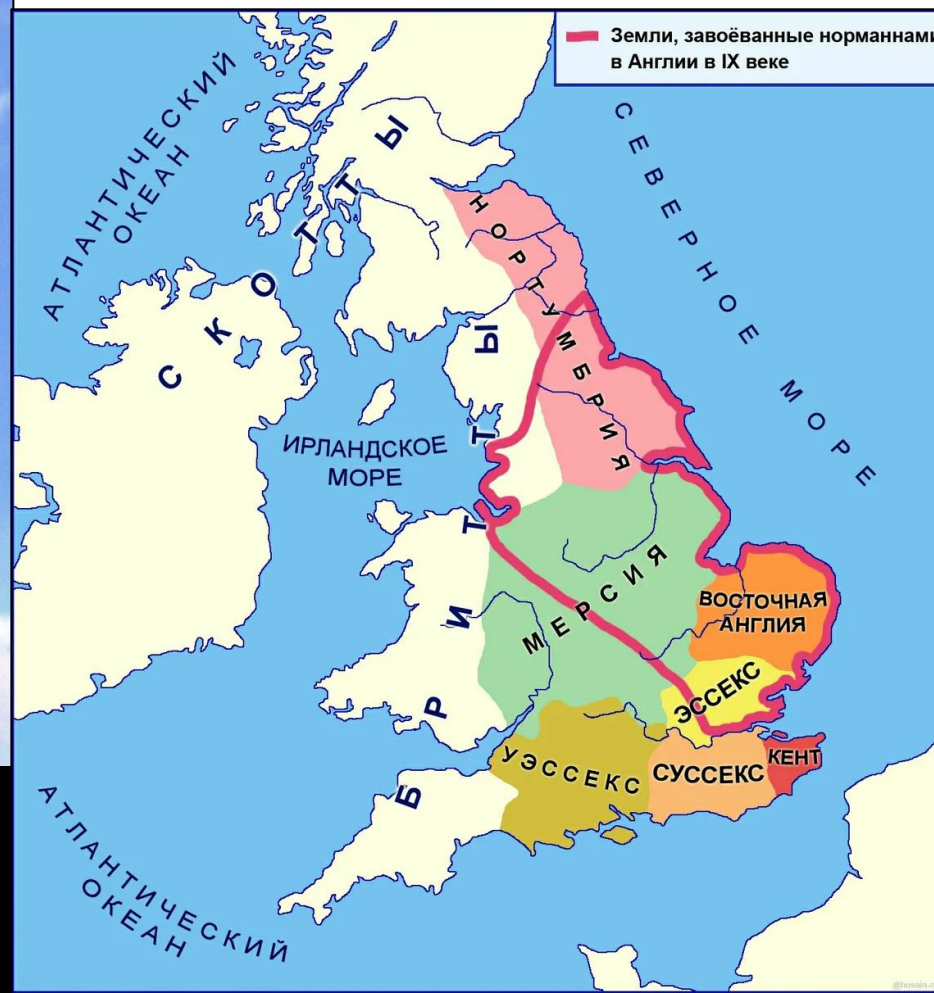 Земли, завоёванные норманнами
в Англии в IX веке
АТЛАНТИЧЕСКИЙ
ОКЕАН
СЕВЕРНОЕ МОРЕ
СКОТТЫ
НОРТУМБРИЯ
БРИТТЫ
ИРЛАНДСКОЕ
МОРЕ
МЕРСИЯ
ВОСТОЧНАЯ
АНГЛИЯ
ЭССЕКС
КЕНТ
УЭССЕКС
СУССЕКС
АТЛАНТИЧЕСКИЙ
ОКЕАН